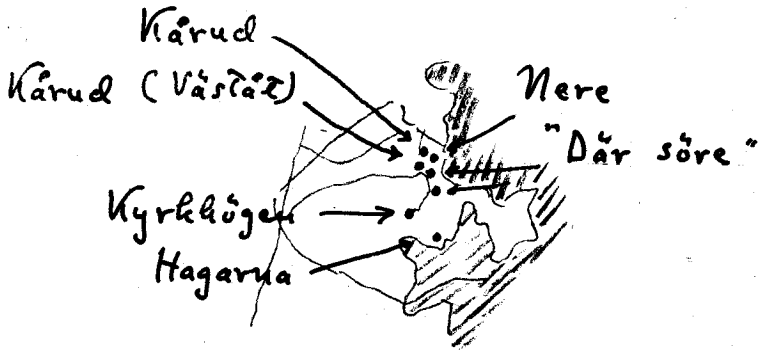 Kårud
Kårud (Väståt)
Nere
"Där söre"
Kyrkhögen
Hagarna